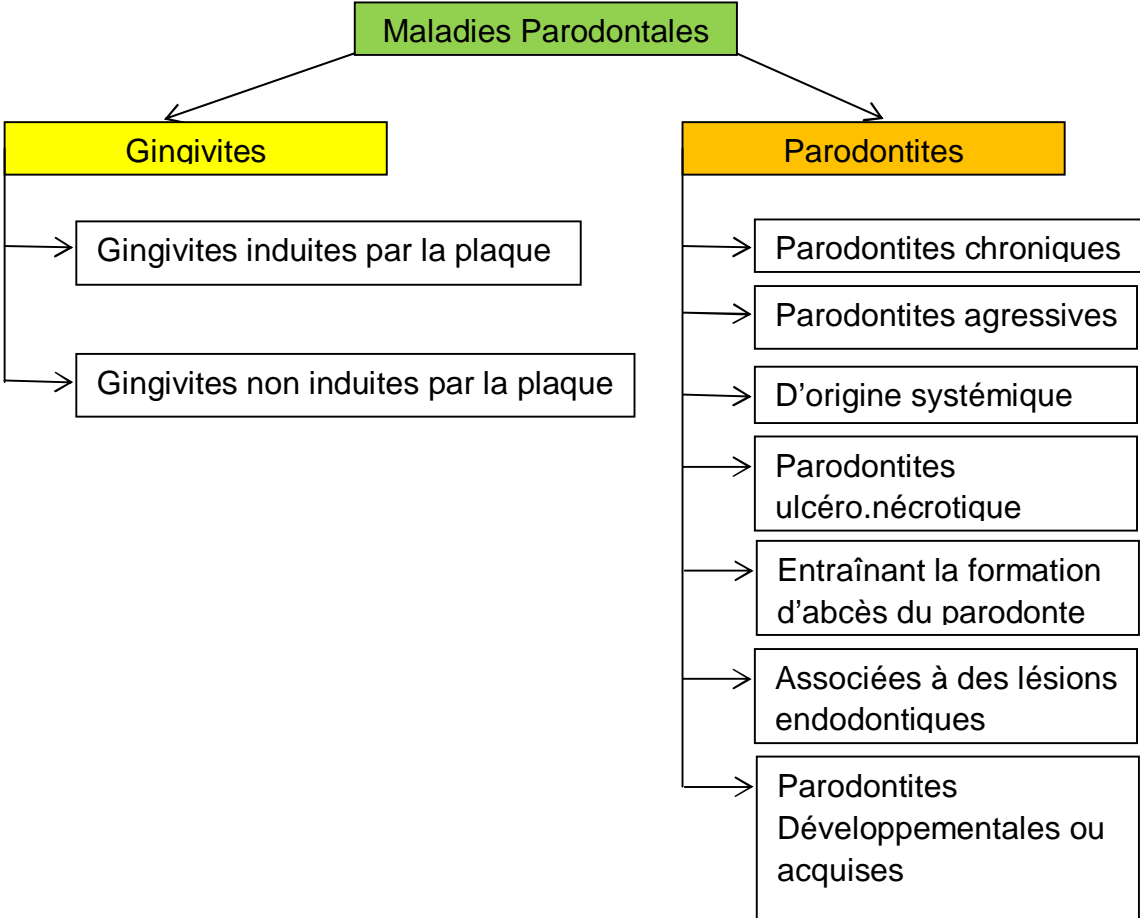 Maladies Parodontales
Gingivites
Gingivites induites par la plaque
Gingivites non induites par la plaque
Parodontites
Parodontites chroniques
Parodontites agressives
D’origine systémique
Parodontites
ulcéro.nécrotique
Entraînant la formation
d’abcès du parodonte
Associées à des lésions
endodontiques
Parodontites
Développementales ou
acquises